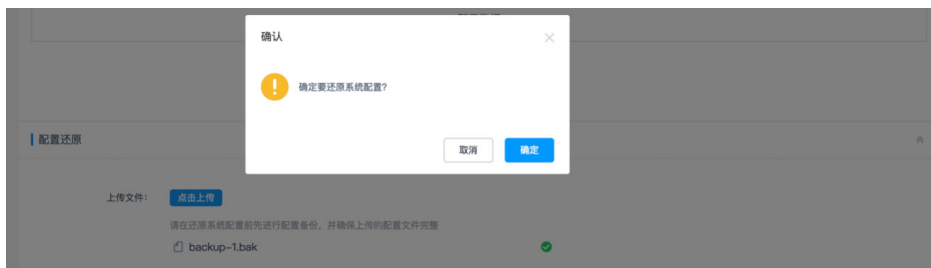 确认
确定要还原系统配置?
取消
确定
配置还原
上传文件:
点击上传
请在还原系统配置前先进行配置备份，并确保上传的配置文件完整
backup-1.bak